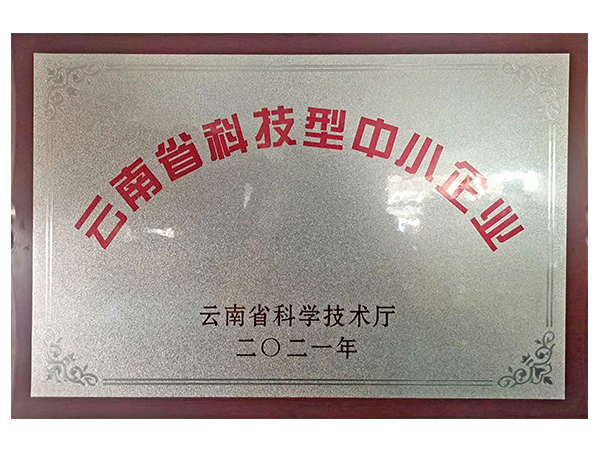 云南省科技型中小企业
云南省科学技术厅
二〇二一年